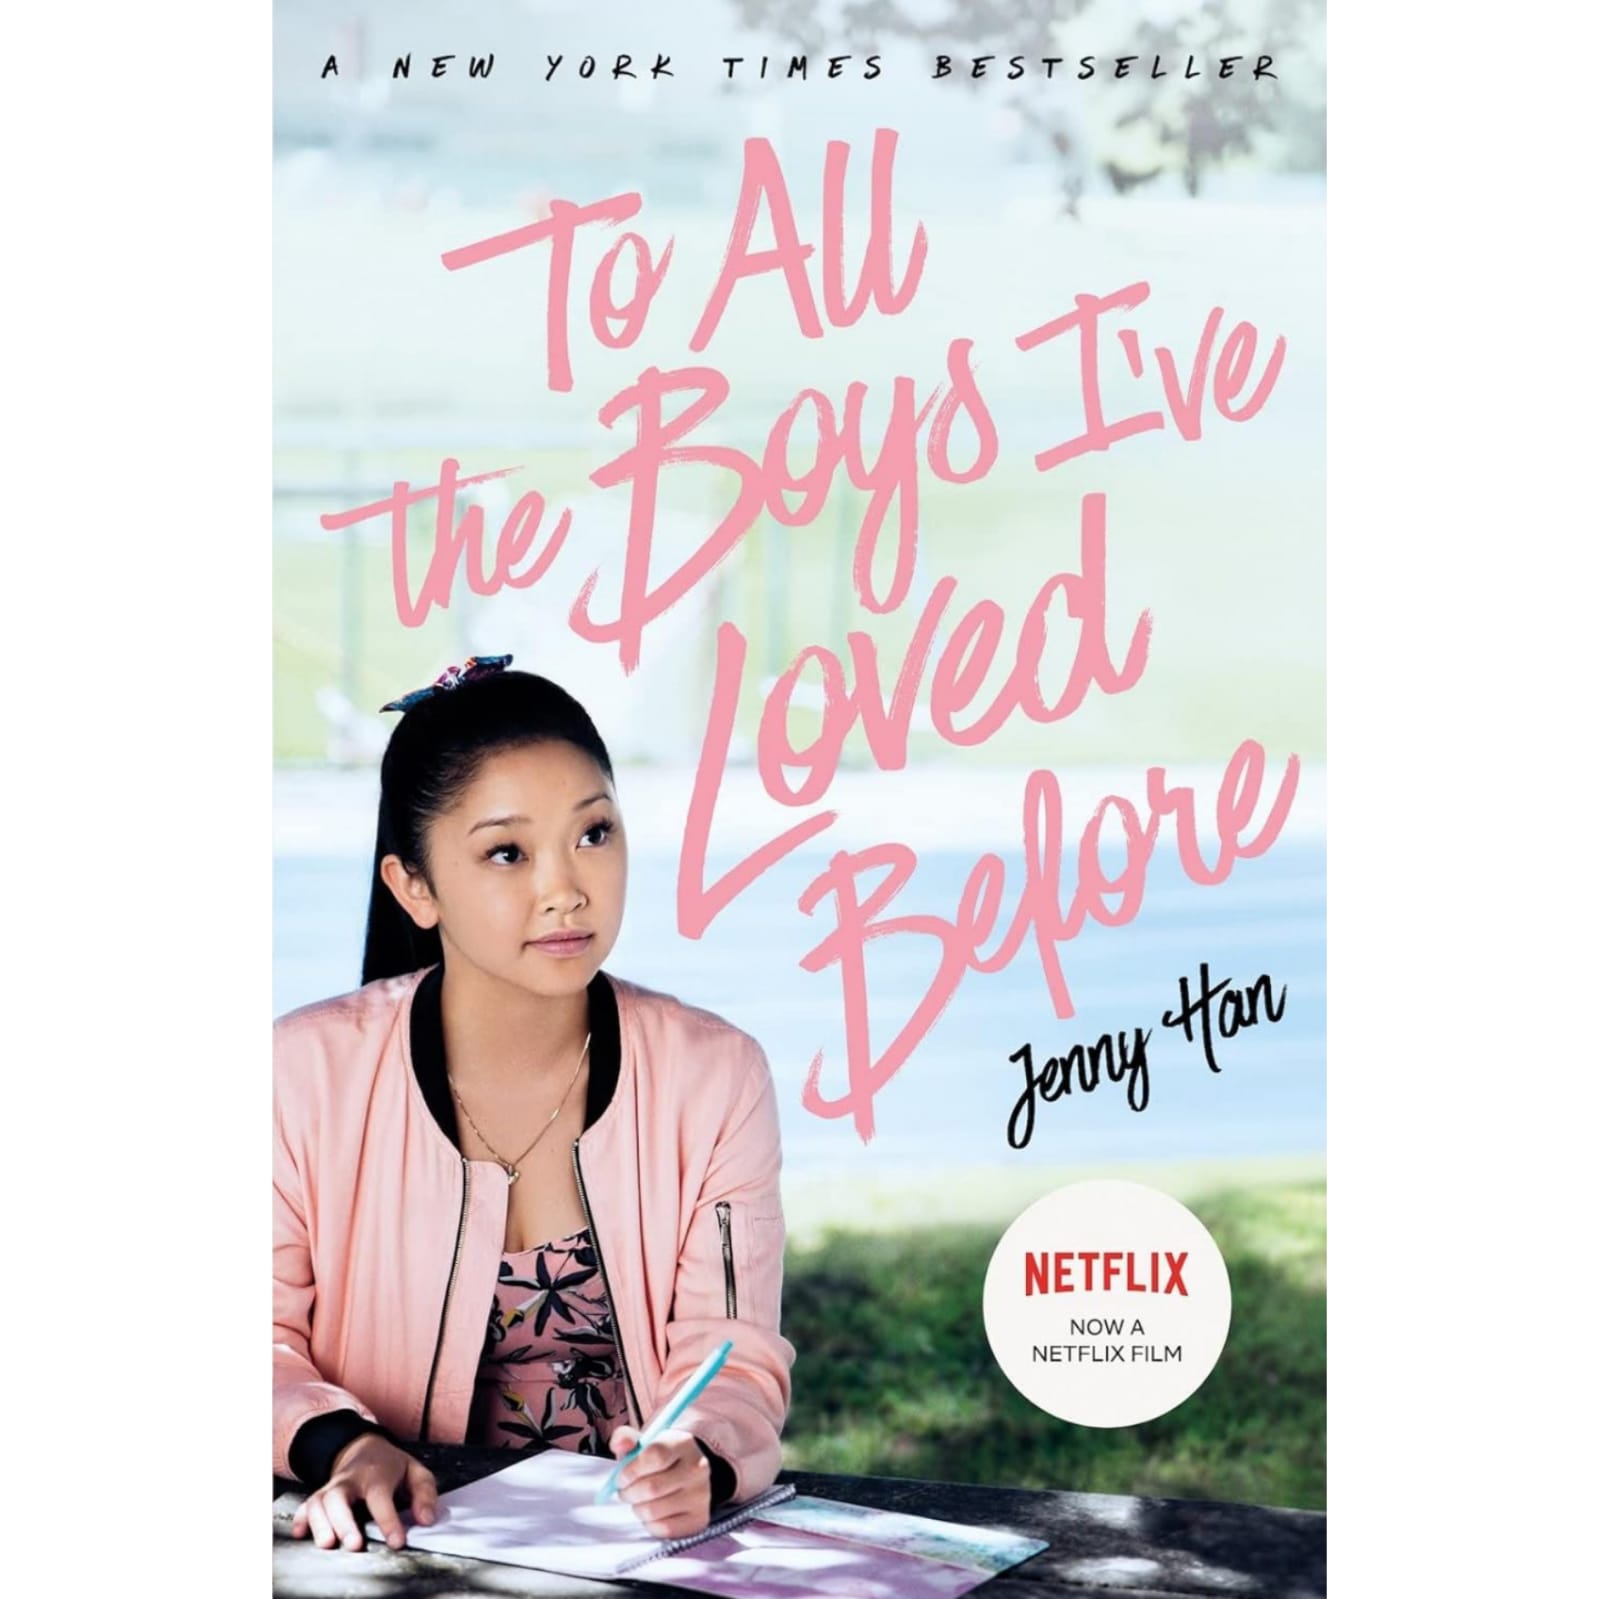 A NEW YORK TIMES BESTSELLER
To All
the Boys I've
Loved
Before
Jenny Han
NETFLIX
NOW A
NETFLIX FILM